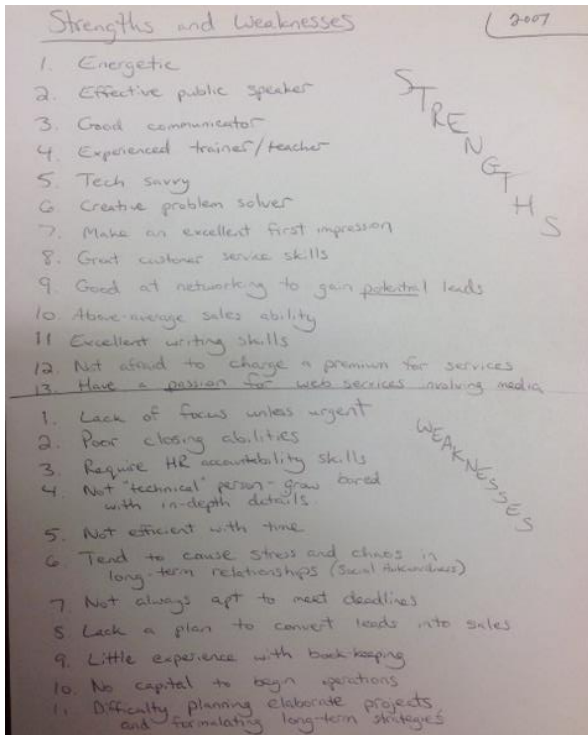 Strengths and Weaknesses
2007
1. Energetic
2. Effective public speaker
3. Good communicator
4. Experienced trainer/teacher
5. Tech savvy
6. Creative problem solver
7. Make an excellent first impression
8. Great customer service skills
9. Good at networking to gain potential leads
10. Above-average sales ability
11 Excellent writing skills
12. Not afraid to charge a premium for services
13. Have a passion for web services involving media
STRENGTHS
1. Lack of focus unless urgent
2. Poor closing abilities
3. Require HR accountability skills
4. Not "technical" person - grow bored
with in-depth details
5. Not efficient with time
6. Tend to cause stress and chaos in
long-term relationships (Social Awkwardness)
7. Not always apt to meet deadlines
8. Lack a plan to convert leads into sales
9. Little experience with book-keeping
10. No capital to begin operations
11. Difficulty planning elaborate projects
and formulating long-term strategies
WEAKNESSES